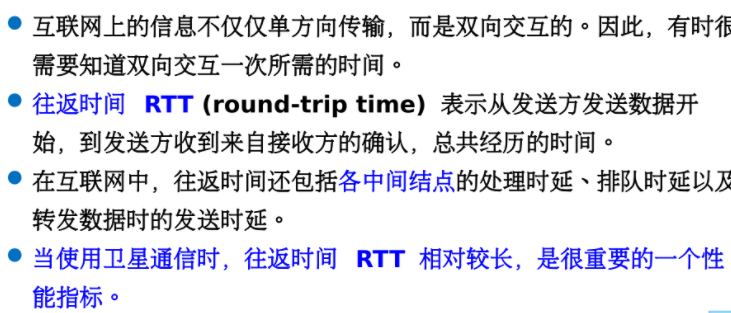 互联网上的信息不仅仅单方向传输，而是双向交互的。因此，有时很
需要知道双向交互一次所需的时间。
往返时间 RTT (round-trip time) 表示从发送方发送数据开
始，到发送方收到来自接收方的确认，总共经历的时间。
在互联网中，往返时间还包括各中间结点的处理时延、排队时延以及
转发数据时的发送时延。
当使用卫星通信时，往返时间 RTT 相对较长，是很重要的一个性
能指标。